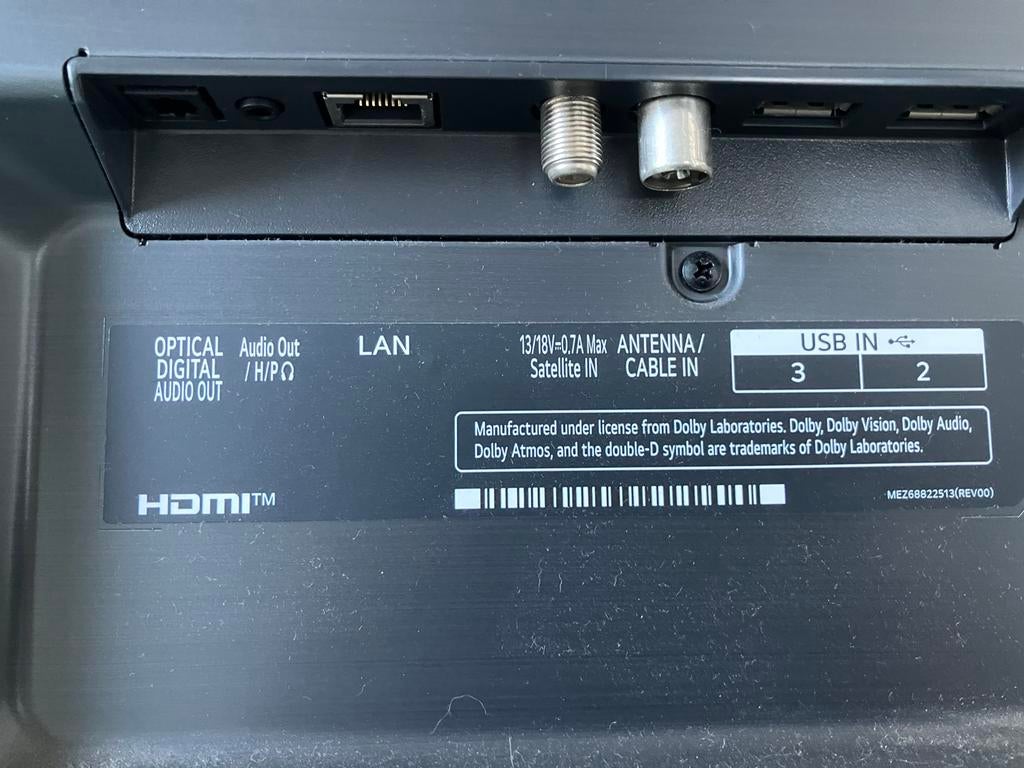 OPTICAL DIGITAL AUDIO OUT
Audio Out / H/P
LAN
13/18V⎓0.7A Max Satellite IN
ANTENNA / CABLE IN
USB IN
3 2
Manufactured under license from Dolby Laboratories. Dolby, Dolby Vision, Dolby Audio,
Dolby Atmos, and the double-D symbol are trademarks of Dolby Laboratories.
HDMI™
MEZ68822513(REV00)